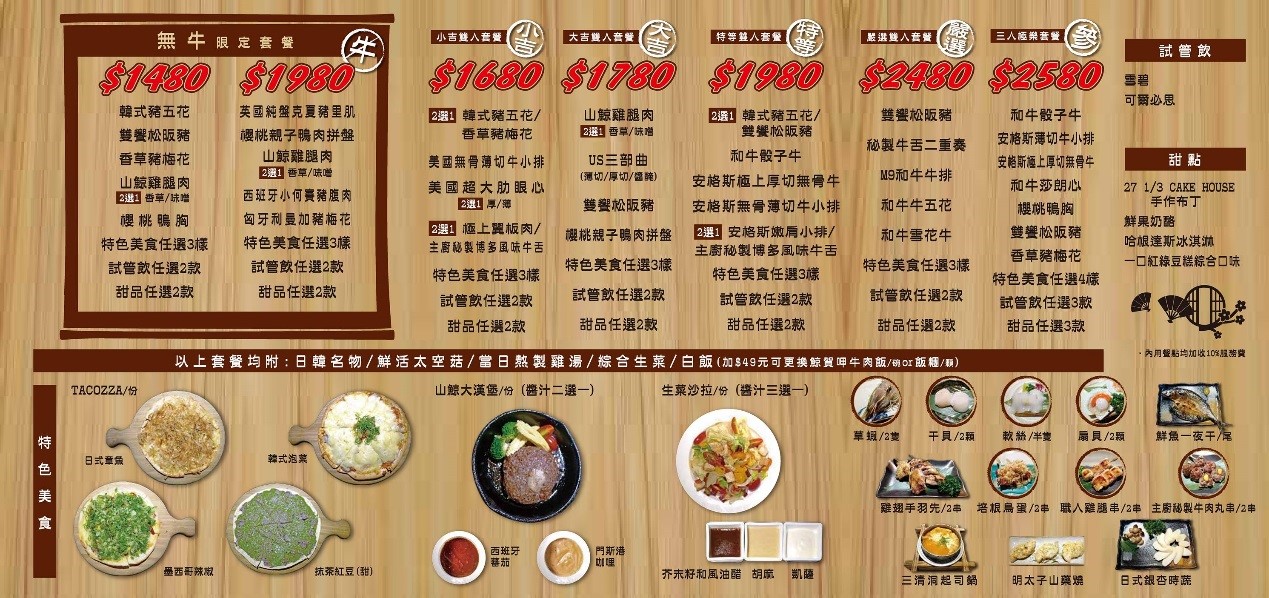 無牛限定套餐
牛
$1480
韓式豬五花
雙饗松阪豬
香草豬梅花
山鯨雞腿肉
2選1 香草/味噌
櫻桃鴨胸
特色美食任選3樣
試管飲任選2款
甜品任選2款
$1980
英國純盤克夏豬里肌
櫻桃親子鴨肉拼盤
山鯨雞腿肉
2選1 香草/味噌
西班牙小何賽豬腹肉
匈牙利曼加豬梅花
特色美食任選3樣
試管飲任選2款
甜品任選2款
小吉雙人套餐 小吉
$1680
2選1 韓式豬五花/
香草豬梅花
美國無骨薄切牛小排
美國超大肋眼心
2選1 厚/薄
2選1 極上翼板肉/
主廚秘製博多風味牛舌
特色美食任選3樣
試管飲任選2款
甜品任選2款
大吉雙人套餐 大吉
$1780
山鯨雞腿肉
2選1 香草/味噌
US三部曲
(薄切/厚切/醬醃)
雙饗松阪豬
櫻桃親子鴨肉拼盤
特色美食任選3樣
試管飲任選2款
甜品任選2款
特等雙人套餐 特等
$1980
2選1 韓式豬五花/
雙饗松阪豬
和牛骰子牛
安格斯極上厚切無骨牛
安格斯無骨薄切牛小排
2選1 安格斯嫩肩小排/
主廚秘製博多風味牛舌
特色美食任選3樣
試管飲任選2款
甜品任選2款
嚴選雙人套餐 嚴選
$2480
雙饗松阪豬
秘製牛舌二重奏
M9和牛牛排
和牛牛五花
和牛雪花牛
特色美食任選3樣
試管飲任選2款
甜品任選2款
三人極樂套餐 參
$2580
和牛骰子牛
安格斯薄切牛小排
安格斯極上厚切無骨牛
和牛莎朗心
櫻桃鴨胸
雙饗松阪豬
香草豬梅花
特色美食任選4樣
試管飲任選3款
甜品任選3款
試管飲
雪碧
可爾必思
甜點
27 1/3 CAKE HOUSE
手作布丁
鮮果奶酪
哈根達斯冰淇淋
一口紅綠豆糕綜合口味
・內用餐點均加收10%服務費
以上套餐均附:日韓名物/鮮活太空菇/當日熬製雞湯/綜合生菜/白飯(加$49元可更換鯨賀呷牛肉飯/碗or飯糰/顆)
特色美食
TACOZZA/份
日式章魚
韓式泡菜
墨西哥辣椒
抹茶紅豆(甜)
山鯨大漢堡/份 (醬汁二選一)
西班牙
蕃茄
門斯港
咖哩
生菜沙拉/份 (醬汁三選一)
芥末籽和風油醋
胡麻
凱薩
草蝦/2隻
干貝/2顆
軟絲/半隻
扇貝/2顆
鮮魚一夜干/尾
雞翅手羽先/2串
培根鳥蛋/2串
職人雞腿串/2串
主廚秘製牛肉丸串/2串
三清洞起司鍋
明太子山藥燒
日式銀杏時蔬